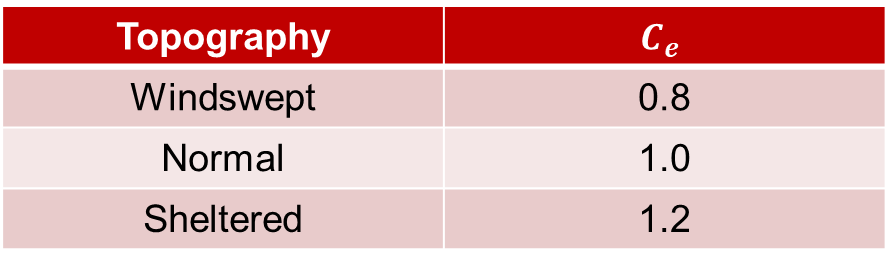 Topography C_e
Windswept 0.8
Normal 1.0
Sheltered 1.2